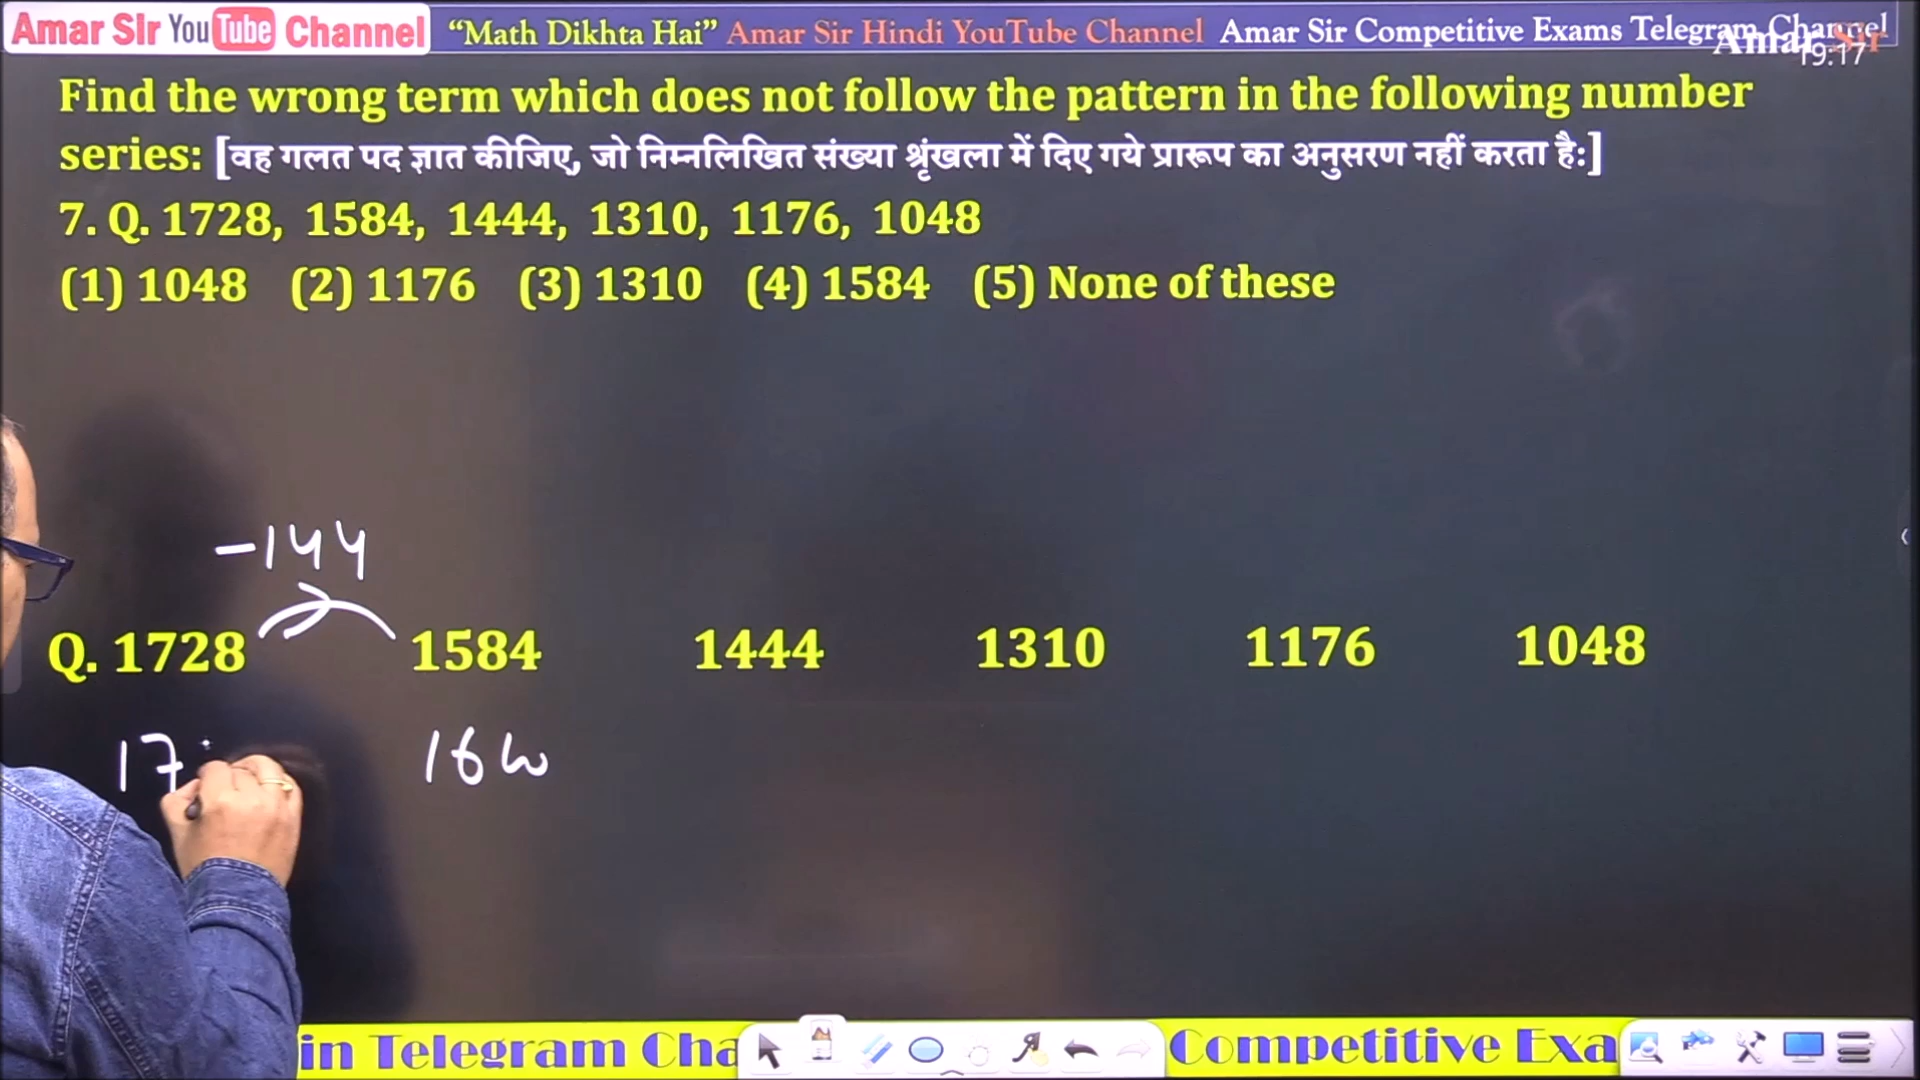 Amar Sir YouTube Channel "Math Dikhta Hai" Amar Sir Hindi YouTube Channel Amar Sir Competitive Exams Telegram Channel
Amar Sir
19:17
Find the wrong term which does not follow the pattern in the following number
series: [वह गलत पद ज्ञात कीजिए, जो निम्नलिखित संख्या श्रृंखला में दिए गये प्रारूप का अनुसरण नहीं करता है:]
7. Q. 1728, 1584, 1444, 1310, 1176, 1048
(1) 1048 (2) 1176 (3) 1310 (4) 1584 (5) None of these
-144
Q. 1728 1584 1444 1310 1176 1048
17
in Telegram Cha Competitive Exa